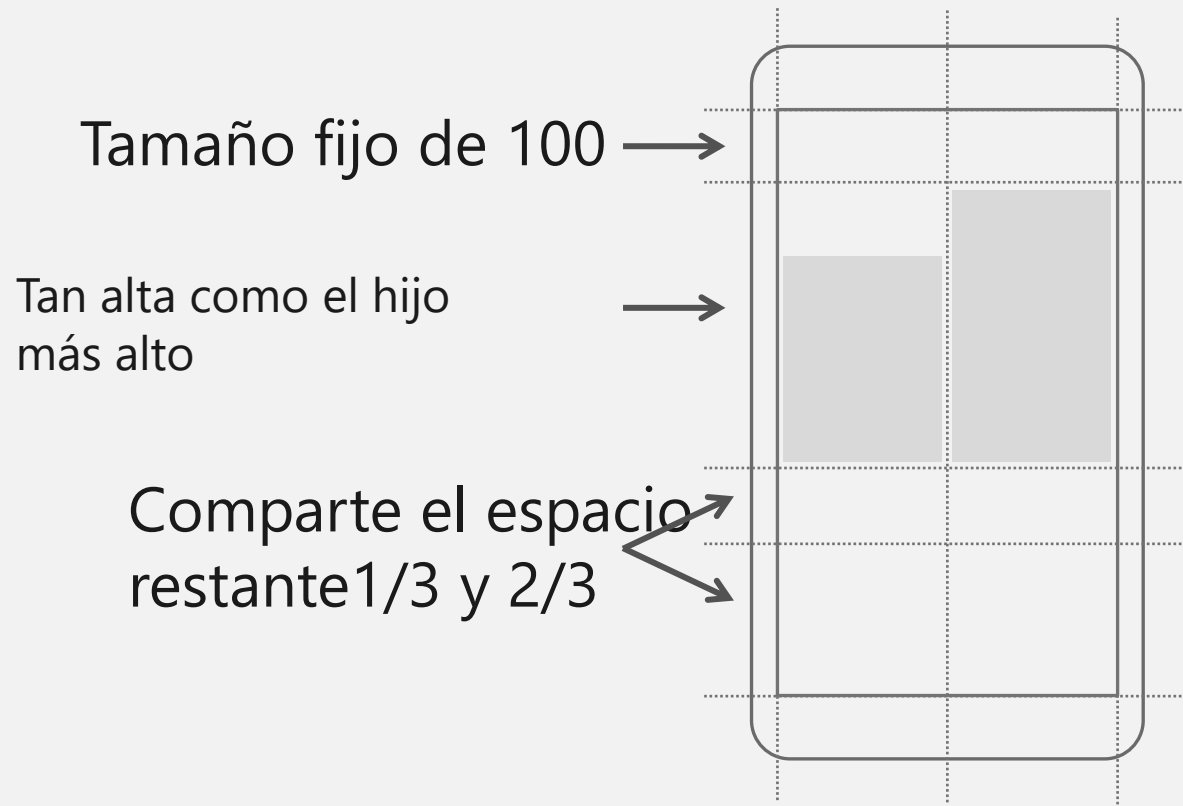 Tamaño fijo de 100
Tan alta como el hijo
más alto
Comparte el espacio
restante1/3 y 2/3